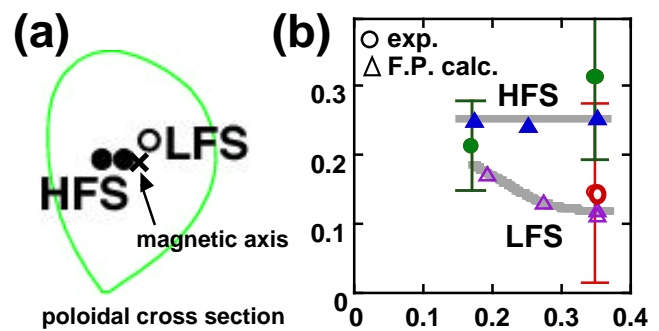 (a)
LFS
HFS
magnetic axis
poloidal cross section
(b)
exp.
F.P. calc.
HFS
LFS
0.3
0.2
0.1
0
0 0.1 0.2 0.3 0.4